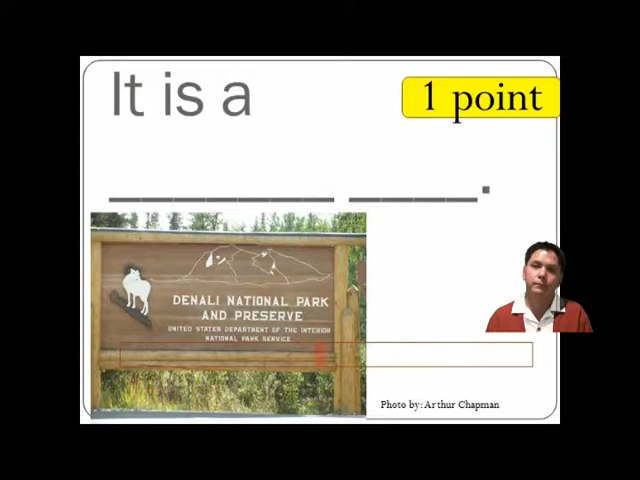 It is a
1 point
_______ ____.
DENALI NATIONAL PARK
AND PRESERVE
UNITED STATES DEPARTMENT OF THE INTERIOR
NATIONAL PARK SERVICE
Photo by: Arthur Chapman